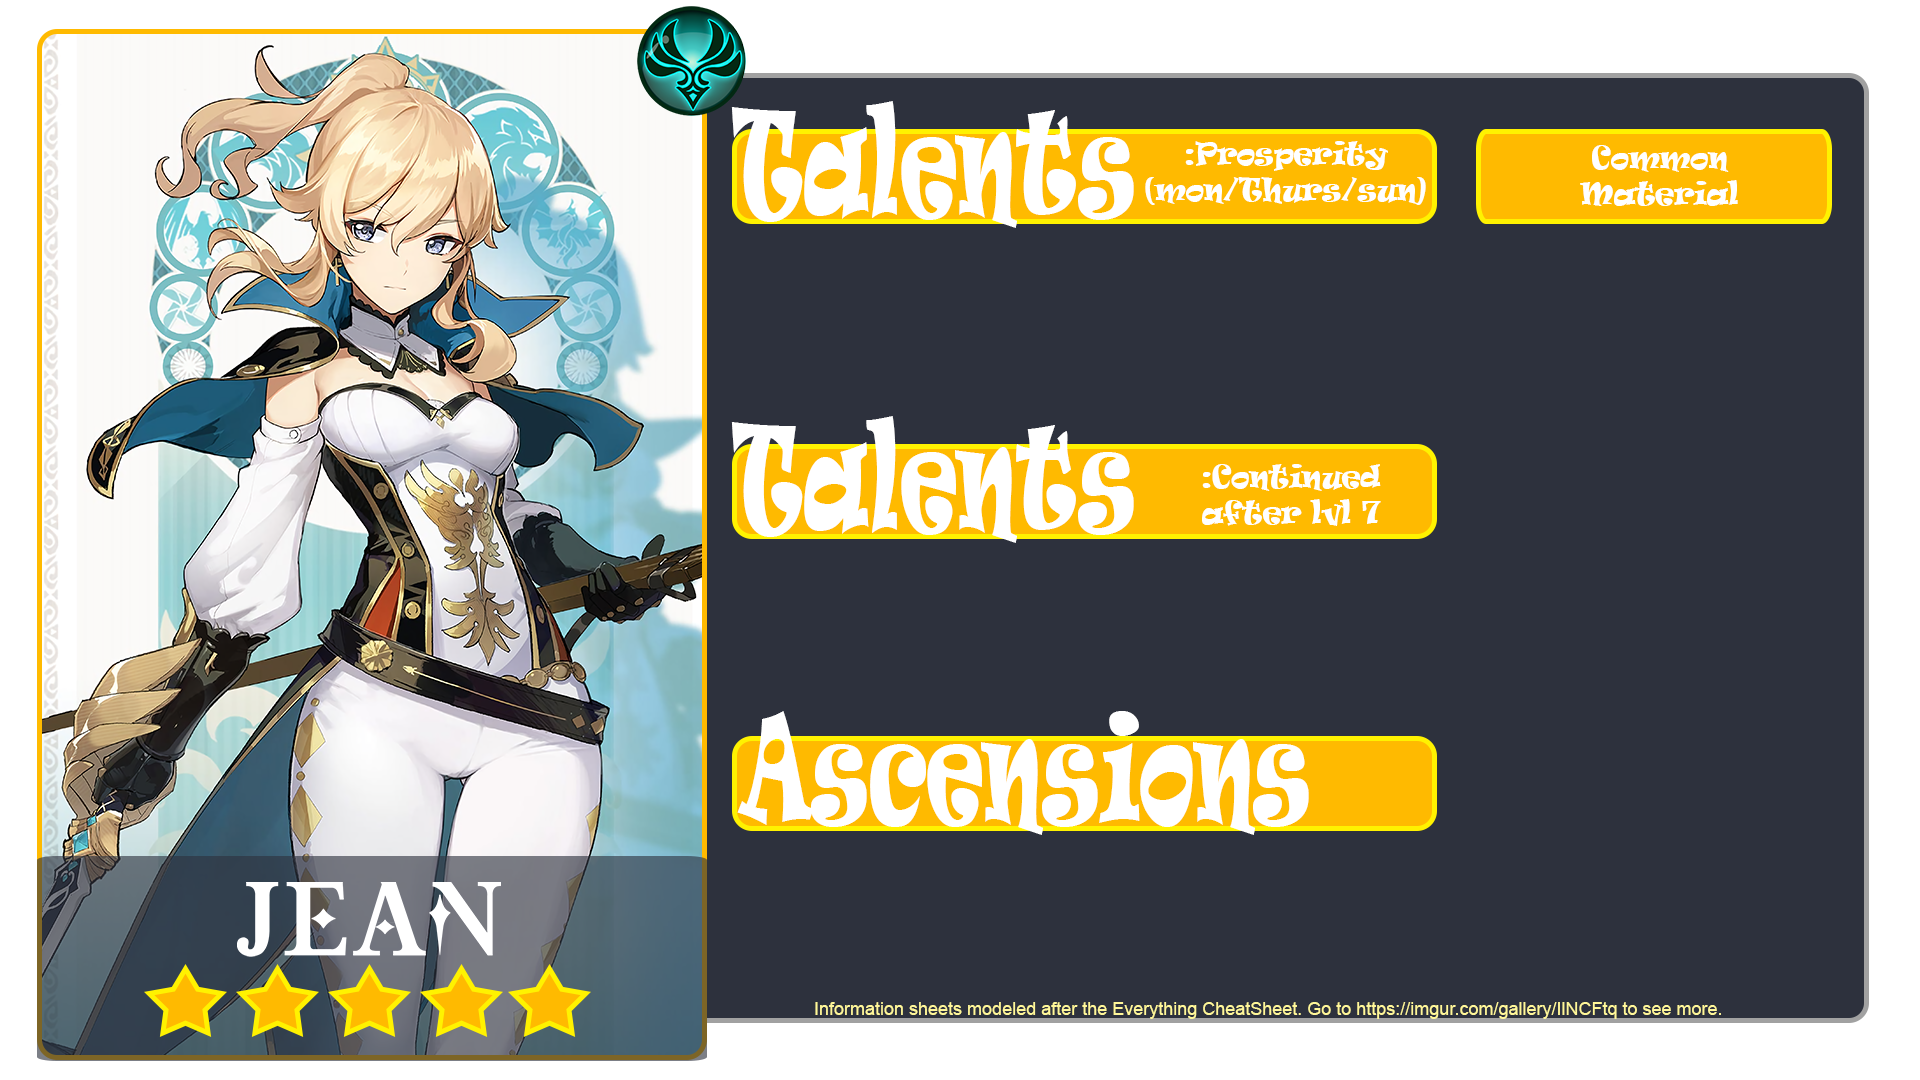 Talents
:Prosperity
(mon/Thurs/sun)
Common
Material
Talents
:Continued
after lvl 7
Ascensions
JEAN
Information sheets modeled after the Everything CheatSheet. Go to https://imgur.com/gallery/IINCFtq to see more.